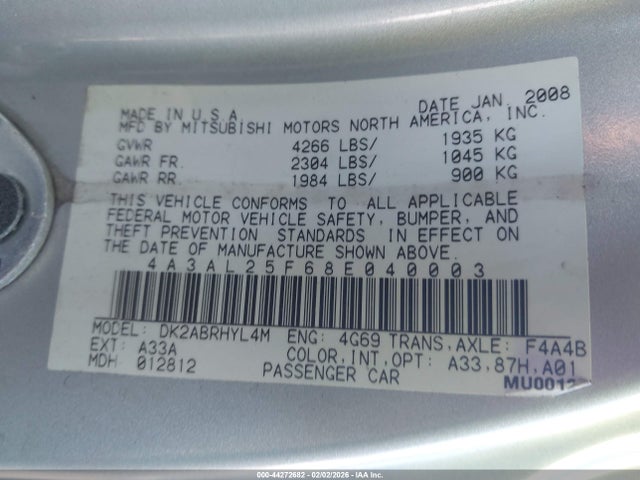 MADE IN U.S.A. DATE JAN. 2008
MFD BY MITSUBISHI MOTORS NORTH AMERICA, INC.
GVWR 4266 LBS/ 1935 KG
GAWR FR. 2304 LBS/ 1045 KG
GAWR RR. 1984 LBS/ 900 KG
THIS VEHICLE CONFORMS TO ALL APPLICABLE
FEDERAL MOTOR VEHICLE SAFETY, BUMPER, AND
THEFT PREVENTION STANDARDS IN EFFECT ON
THE DATE OF MANUFACTURE SHOWN ABOVE.
4A3AL25F68E040003
MODEL: DK2ABRHYL4M ENG: 4G69 TRANS,AXLE: F4A4B
EXT: A33A COLOR,INT,OPT: A33,87H,A01
MDH 012812 PASSENGER CAR
MU0012
000-44272682 - 02/02/2026 - IAA Inc.